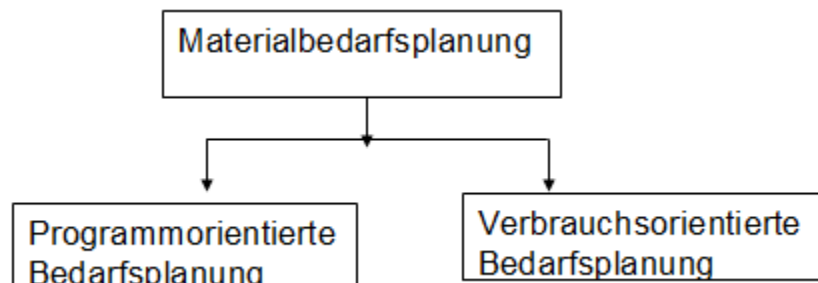 Materialbedarfsplanung
Programmorientierte
Bedarfsplanung
Verbrauchsorientierte
Bedarfsplanung